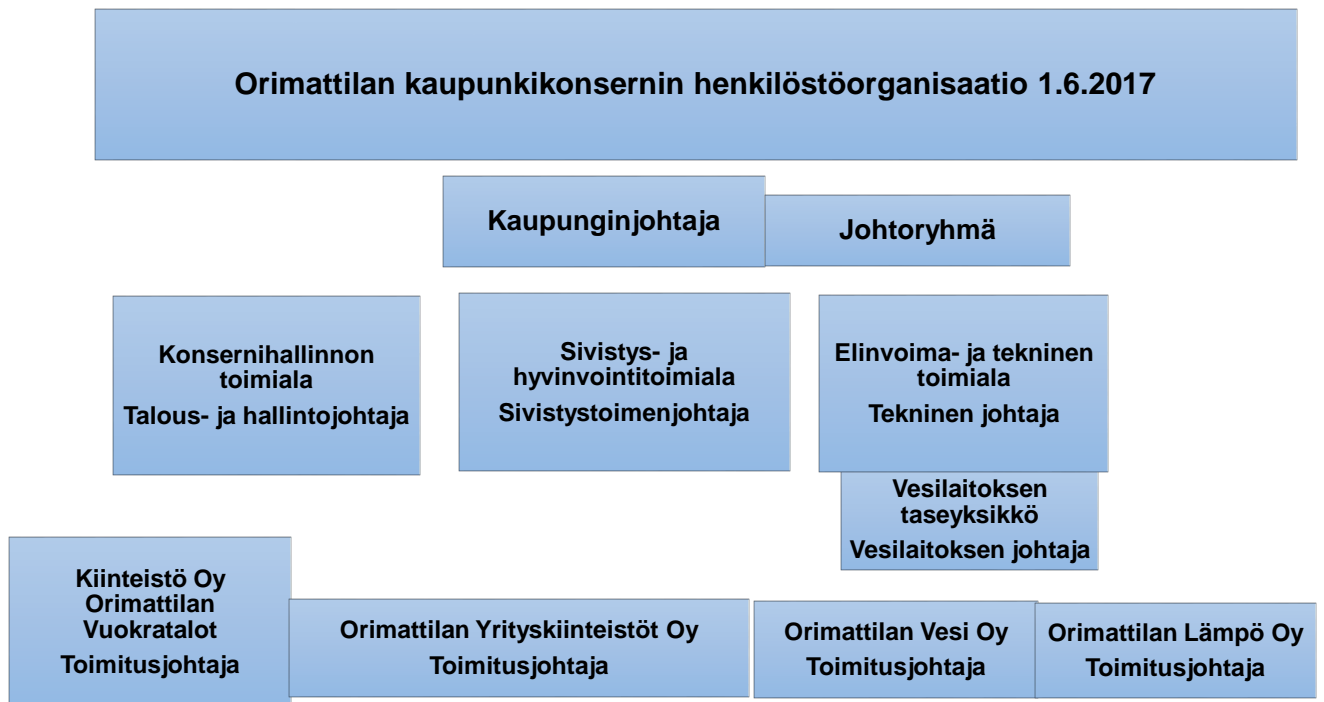 Orimattilan kaupunkikonsernin henkilöstöorganisaatio 1.6.2017
Kaupunginjohtaja
Johtoryhmä
Konsernihallinnon
toimiala
Talous- ja hallintojohtaja
Sivistys- ja
hyvinvointitoimiala
Sivistystoimenjohtaja
Elinvoima- ja tekninen
toimiala
Tekninen johtaja
Vesilaitoksen
taseyksikkö
Vesilaitoksen johtaja
Kiinteistö Oy
Orimattilan
Vuokratalot
Toimitusjohtaja
Orimattilan Yrityskiinteistöt Oy
Toimitusjohtaja
Orimattilan Vesi Oy
Toimitusjohtaja
Orimattilan Lämpö Oy
Toimitusjohtaja